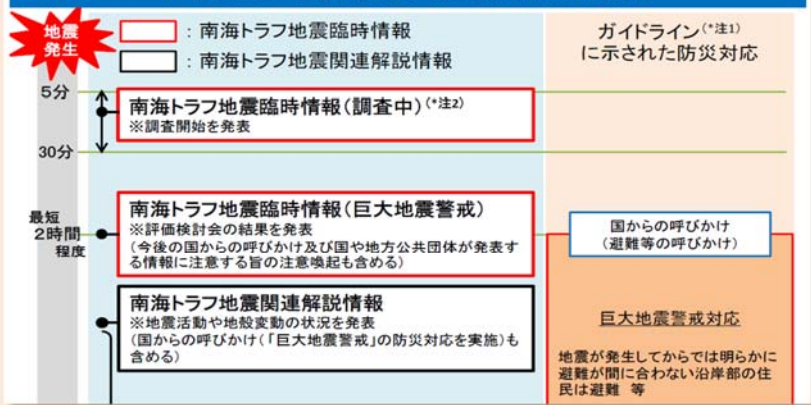 地震
発生
：南海トラフ地震臨時情報
：南海トラフ地震関連解説情報
ガイドライン(*注1)
に示された防災対応
5分
南海トラフ地震臨時情報(調査中)(*注2)
※調査開始を発表
30分
最短
2時間
程度
南海トラフ地震臨時情報(巨大地震警戒)
※評価検討会の結果を発表
(今後の国からの呼びかけ及び国や地方公共団体が発表す
る情報に注意する旨の注意喚起も含める)
国からの呼びかけ
(避難等の呼びかけ)
南海トラフ地震関連解説情報
※地震活動や地殻変動の状況を発表
(国からの呼びかけ(「巨大地震警戒」の防災対応を実施)も
含める)
巨大地震警戒対応
地震が発生してからでは明らかに
避難が間に合わない沿岸部の住
民は避難 等